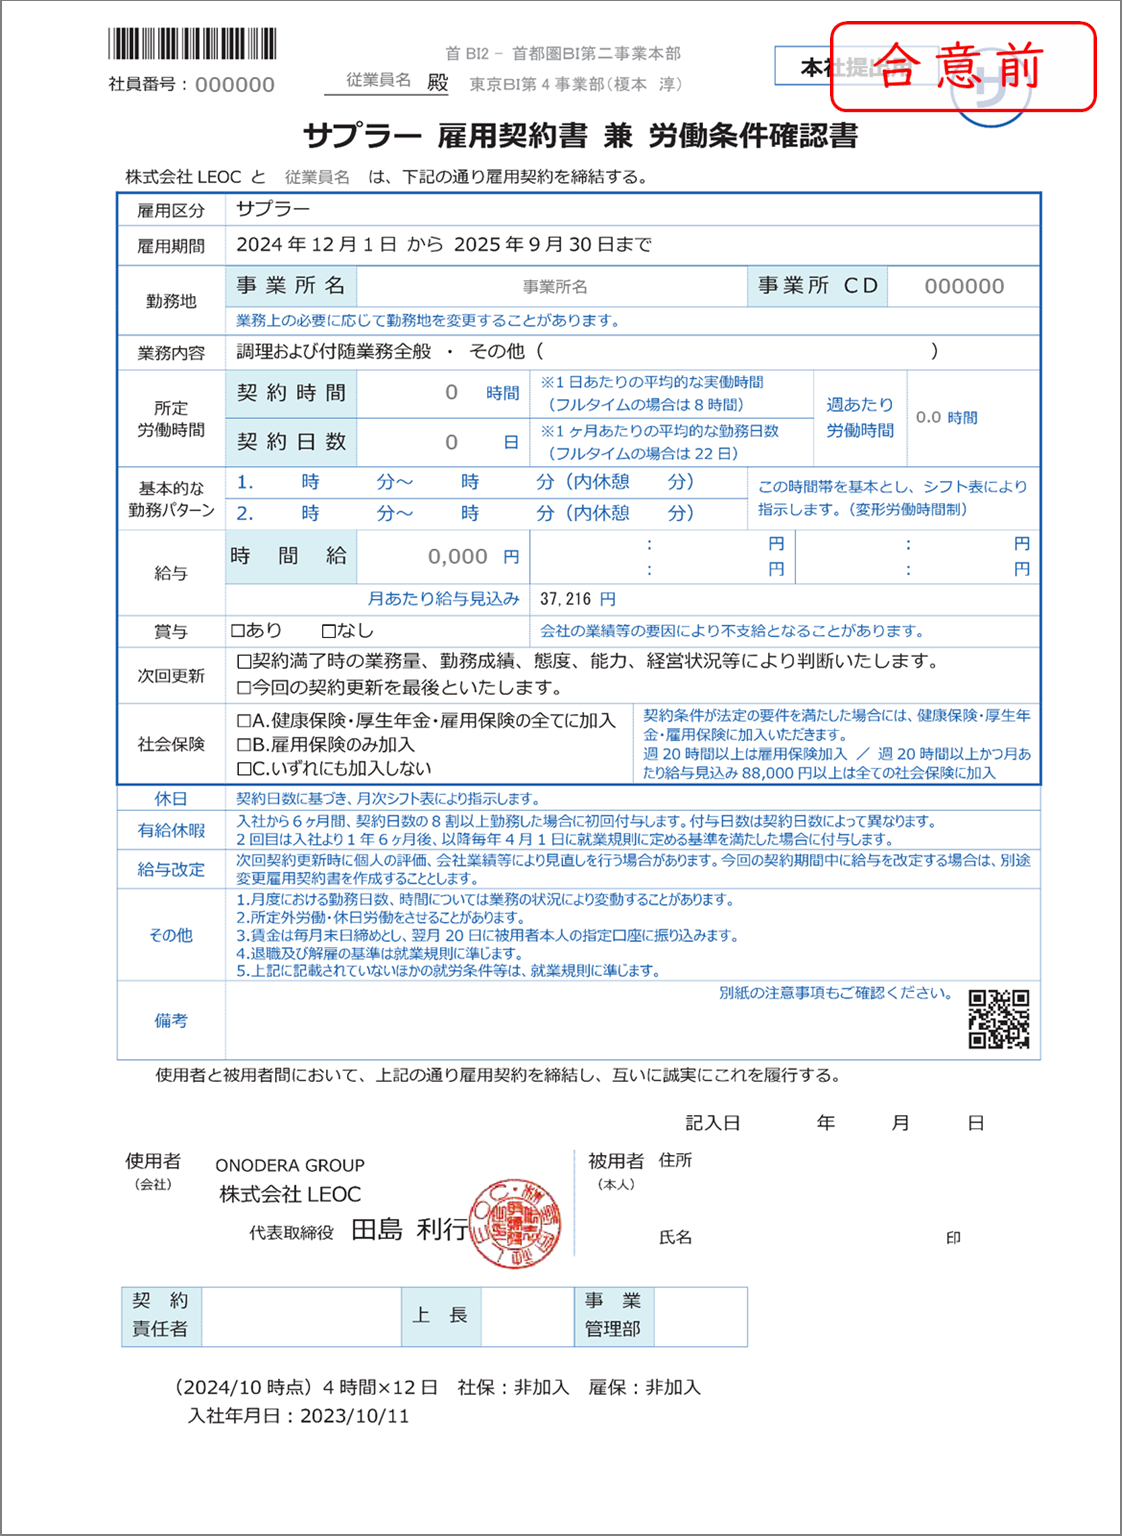 首 BI2 - 首都圏BI第二事業本部
社員番号：000000 従業員名 殿 東京BI第４事業部(榎本 淳)
本社提出用
合意前
サ
サプラー 雇用契約書 兼 労働条件確認書
株式会社 LEOC と 従業員名 は、下記の通り雇用契約を締結する。
雇用区分 サプラー
雇用期間 2024 年 12 月 1 日 から 2025 年 9 月 30 日まで
勤務地 事業所名 事業所名 事業所 CD 000000
業務上の必要に応じて勤務地を変更することがあります。
業務内容 調理および付随業務全般 ・ その他（ ）
所定
労働時間
契約時間 0 時間 ※1 日あたりの平均的な実働時間
（フルタイムの場合は 8 時間）
契約日数 0 日 ※1 ヶ月あたりの平均的な勤務日数
（フルタイムの場合は 22 日）
週あたり
労働時間
0.0 時間
基本的な
勤務パターン
1. 時 分～ 時 分（内休憩 分）
2. 時 分～ 時 分（内休憩 分）
この時間帯を基本とし、シフト表により
指示します。（変形労働時間制）
給与 時間給 0,000 円 ： 円 ： 円
： 円 ： 円
月あたり給与見込み 37,216 円
賞与 □あり □なし 会社の業績等の要因により不支給となることがあります。
次回更新 □契約満了時の業務量、勤務成績、態度、能力、経営状況等により判断いたします。
□今回の契約更新を最後といたします。
社会保険 □A.健康保険・厚生年金・雇用保険の全てに加入
□B.雇用保険のみ加入
□C.いずれにも加入しない
契約条件が法定の要件を満たした場合には、健康保険・厚生年
金・雇用保険に加入いただきます。
週 20 時間以上は雇用保険加入 ／ 週 20 時間以上かつ月あ
たり給与見込み 88,000 円以上は全ての社会保険に加入
休日 契約日数に基づき、月次シフト表により指示します。
有給休暇 入社から 6 ヶ月間、契約日数の 8 割以上勤務した場合に初回付与します。付与日数は契約日数によって異なります。
2 回目は入社より 1 年 6 ヶ月後、以降毎年 4 月 1 日に就業規則に定める基準を満たした場合に付与します。
給与改定 次回契約更新時に個人の評価、会社業績等により見直しを行う場合があります。今回の契約期間中に給与を改定する場合は、別途
変更雇用契約書を作成することとします。
その他 1.月度における勤務日数、時間については業務の状況により変動することがあります。
2.所定外労働・休日労働をさせることがあります。
3.賃金は毎月末日締めとし、翌月 20 日に被用者本人の指定口座に振り込みます。
4.退職及び解雇の基準は就業規則に準じます。
5.上記に記載されていないほかの就労条件等は、就業規則に準じます。
備考 別紙の注意事項もご確認ください。
使用者と被用者間において、上記の通り雇用契約を締結し、互いに誠実にこれを履行する。
記入日 年 月 日
使用者
（会社）
ONODERA GROUP
株式会社 LEOC
代表取締役 田島 利行
被用者
（本人）
住所
氏名 印
契約
責任者
上長
事業
管理部
（2024/10 時点）4 時間×12 日 社保：非加入 雇保：非加入
入社年月日：2023/10/11